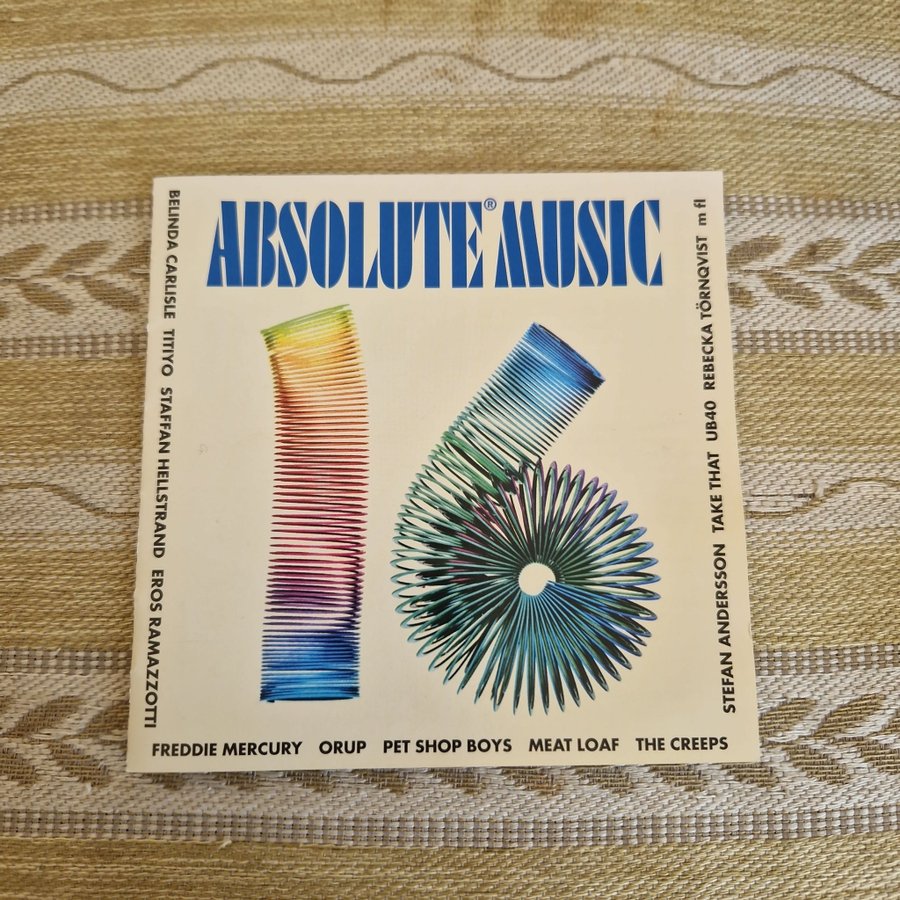 ABSOLUTE® MUSIC
16
BELINDA CARLISLE TITIYO STAFFAN HELLSTRAND EROS RAMAZZOTTI
FREDDIE MERCURY ORUP PET SHOP BOYS MEAT LOAF THE CREEPS
STEFAN ANDERSSON TAKE THAT UB40 REBECKA TÖRNQVIST m fl